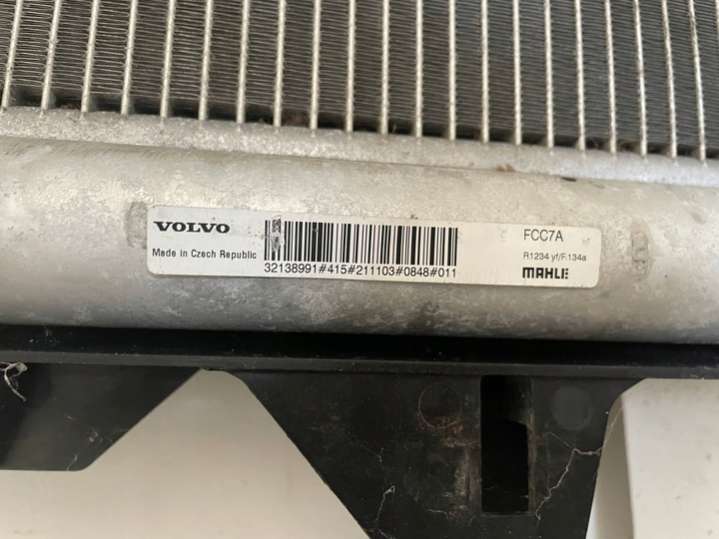 VOLVO
Made in Czech Republic
32138991#415#211103#0848#011
FCC7A
R1234 yf/R134a
MAHLE